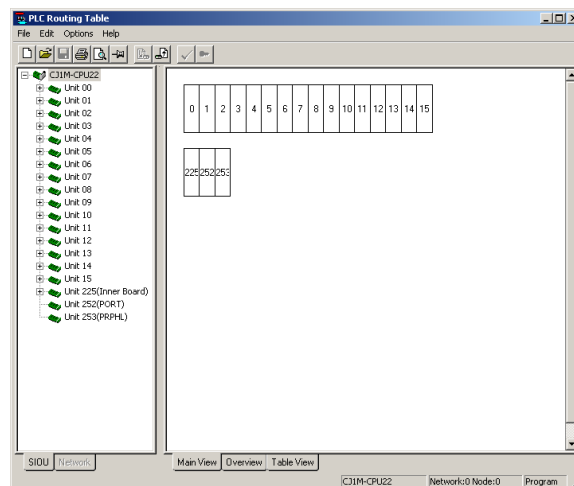 PLC Routing Table
File Edit Options Help
CJ1M-CPU22
Unit 00
Unit 01
Unit 02
Unit 03
Unit 04
Unit 05
Unit 06
Unit 07
Unit 08
Unit 09
Unit 10
Unit 11
Unit 12
Unit 13
Unit 14
Unit 15
Unit 225(Inner Board)
Unit 252(PORT)
Unit 253(PRPHL)
0 1 2 3 4 5 6 7 8 9 10 11 12 13 14 15
225 252 253
SIOU Network
Main View Overview Table View
CJ1M-CPU22 Network:0 Node:0 Program